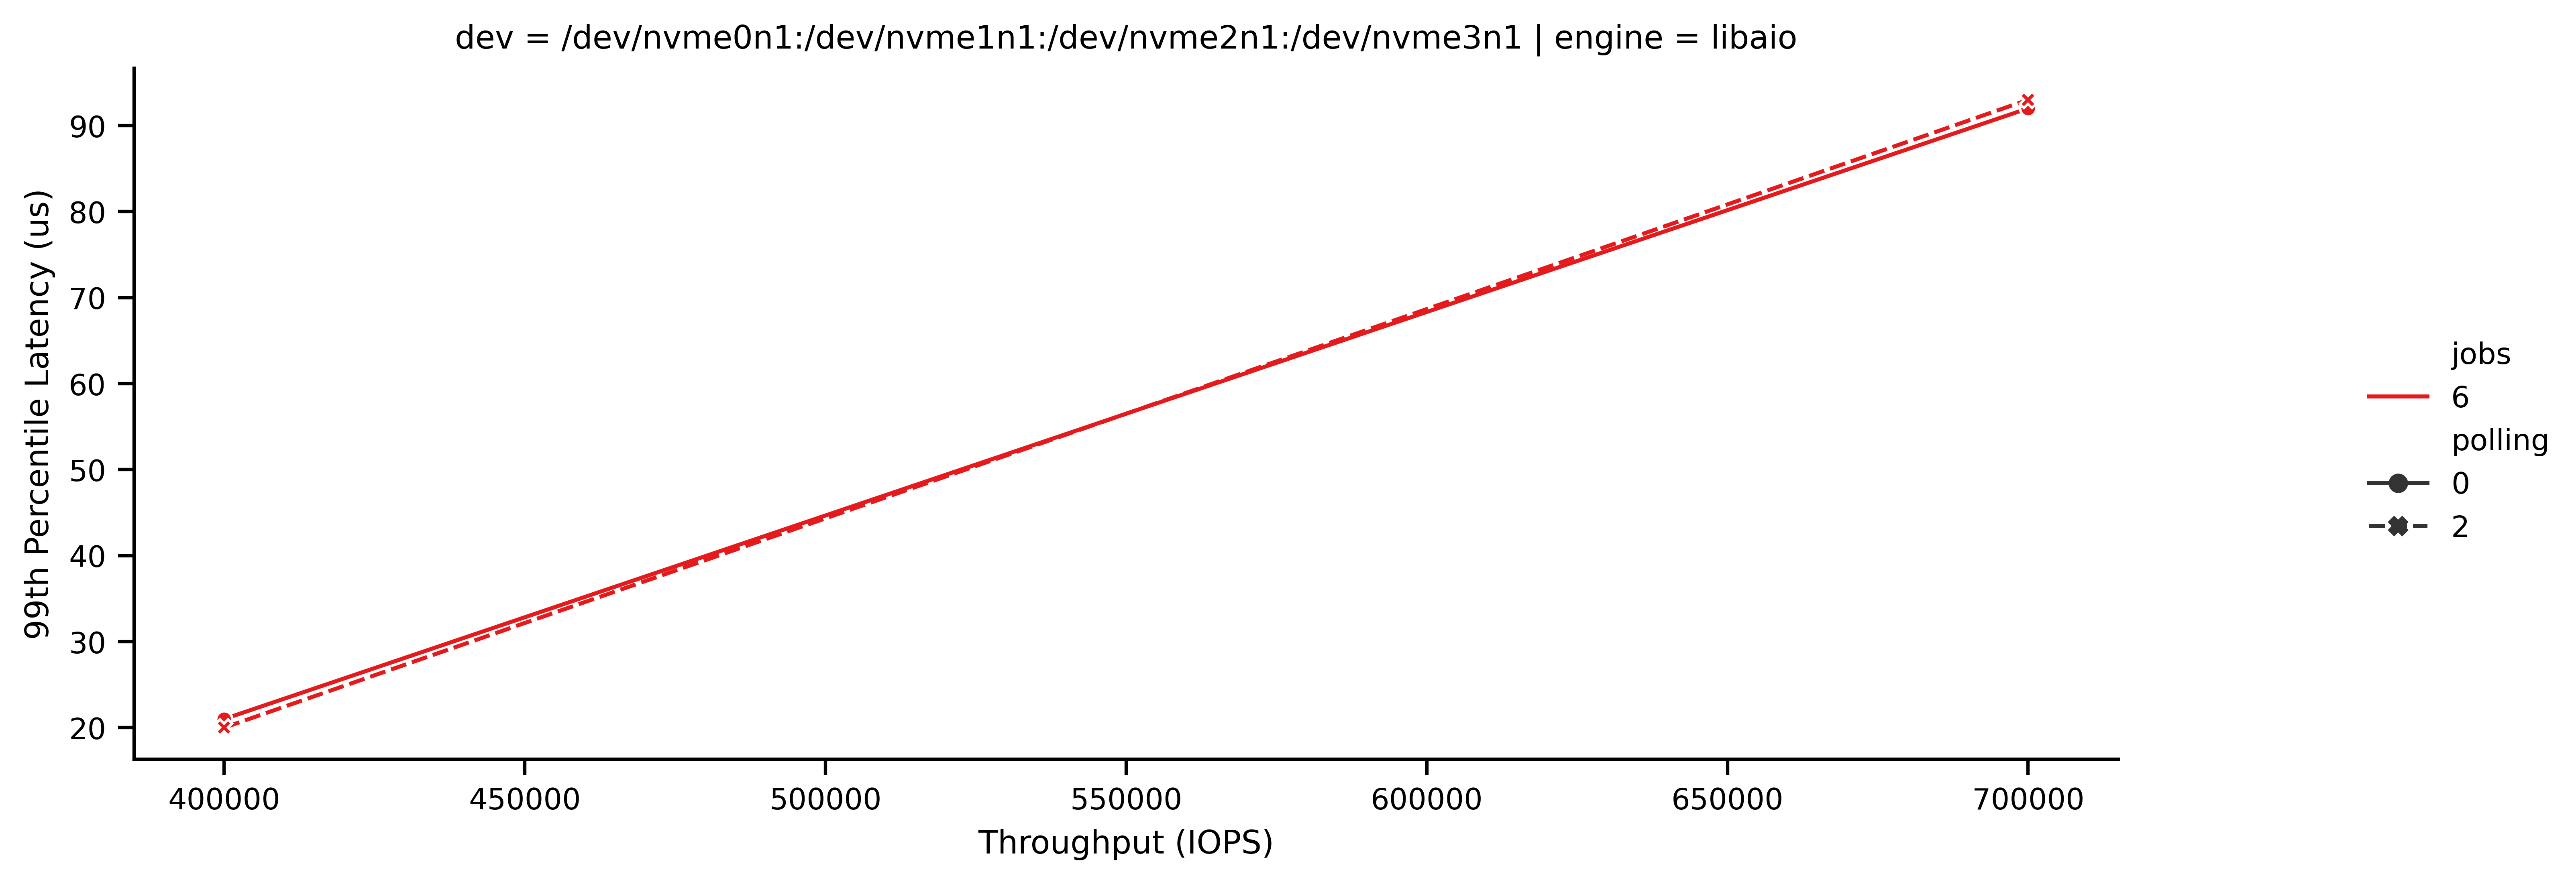 dev = /dev/nvme0n1:/dev/nvme1n1:/dev/nvme2n1:/dev/nvme3n1 | engine = libaio
99th Percentile Latency (us)
90
80
70
60
50
40
30
20
400000 450000 500000 550000 600000 650000 700000
Throughput (IOPS)
jobs
6
polling
0
2